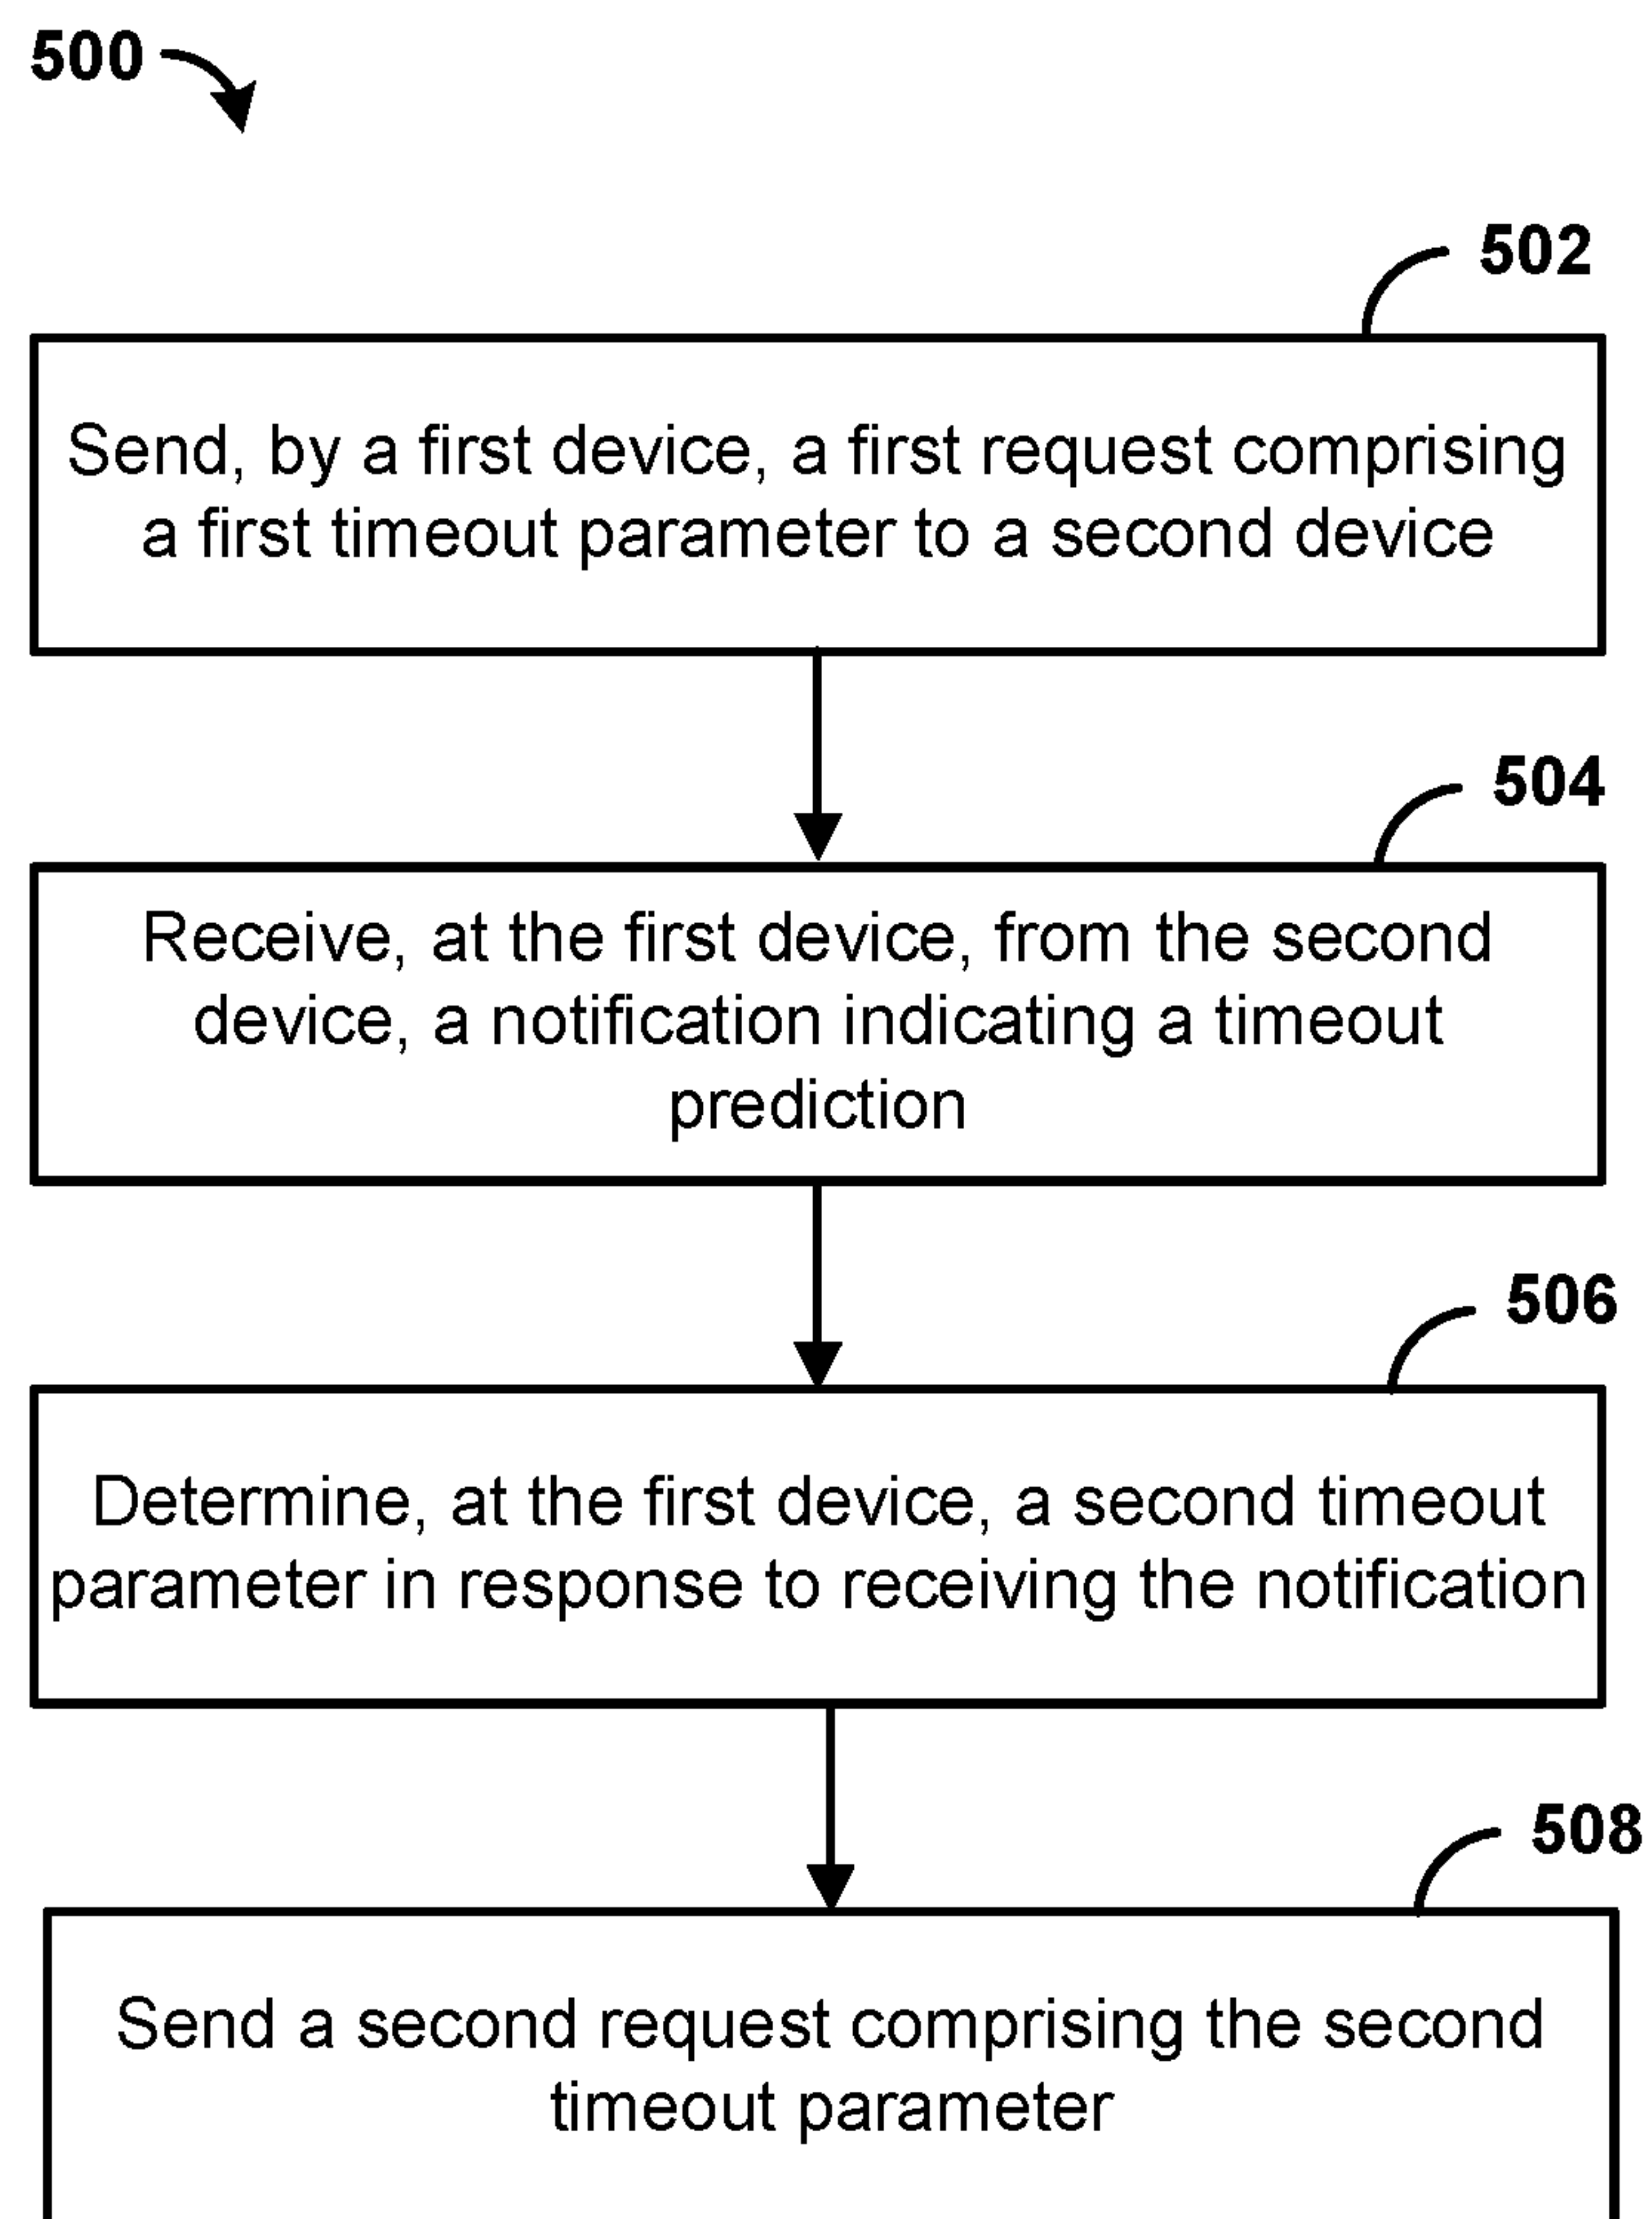 500
502
Send, by a first device, a first request comprising
a first timeout parameter to a second device
504
Receive, at the first device, from the second
device, a notification indicating a timeout
prediction
506
Determine, at the first device, a second timeout
parameter in response to receiving the notification
508
Send a second request comprising the second
timeout parameter